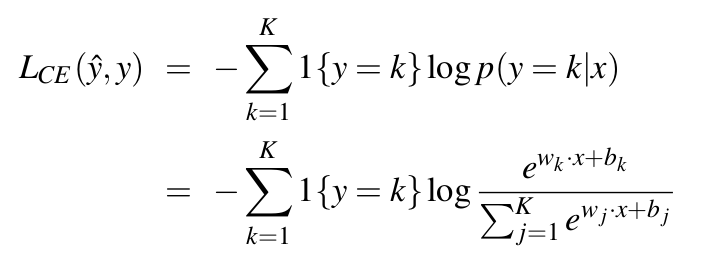 $L_{CE}(\hat{y}, y) = -\sum_{k=1}^{K} 1\{y = k\} \log p(y = k|x)$
$= -\sum_{k=1}^{K} 1\{y = k\} \log \frac{e^{w_k \cdot x + b_k}}{\sum_{j=1}^{K} e^{w_j \cdot x + b_j}}$